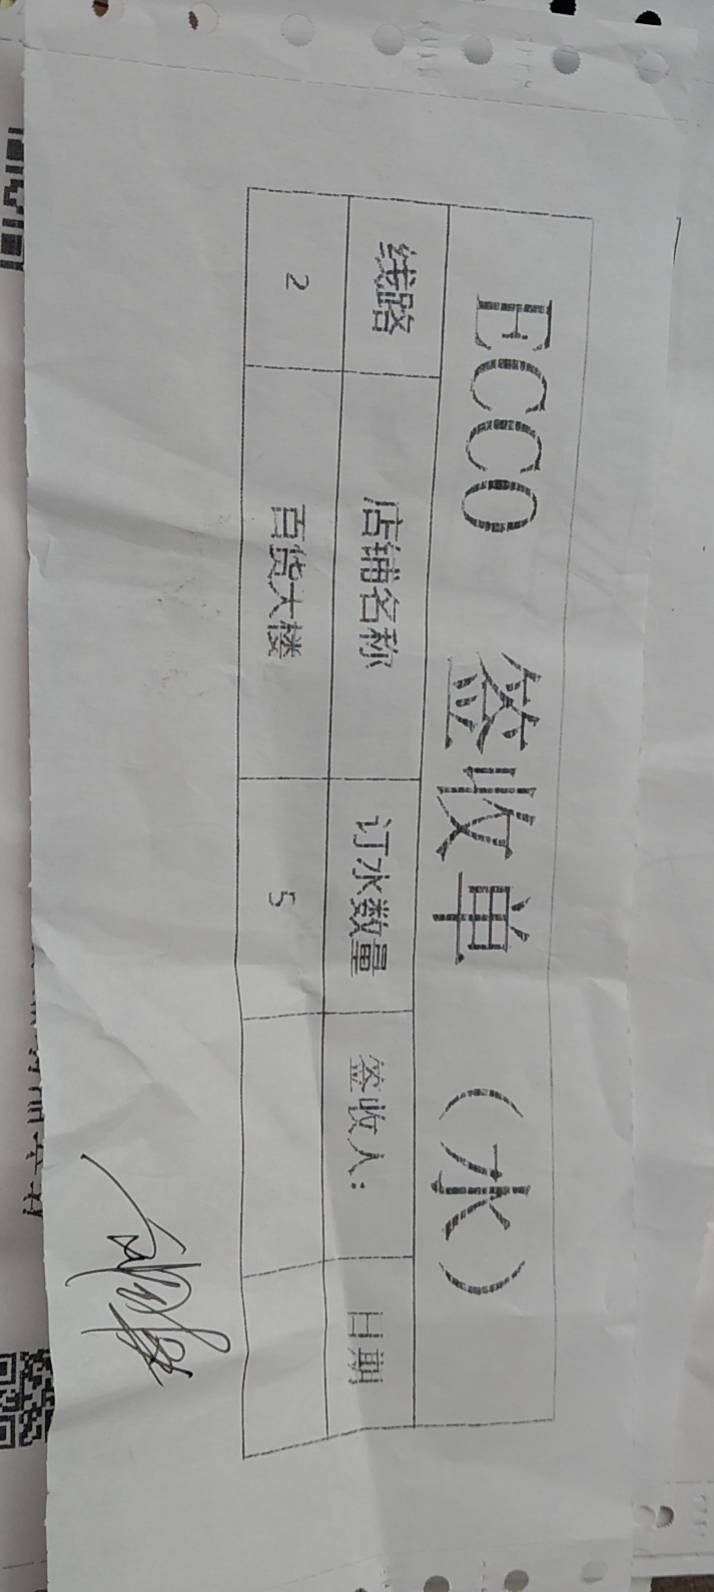 ECCO 签收单 （水）
线路 店铺名称 订水数量 签收人： 日期
2 百货大楼 5